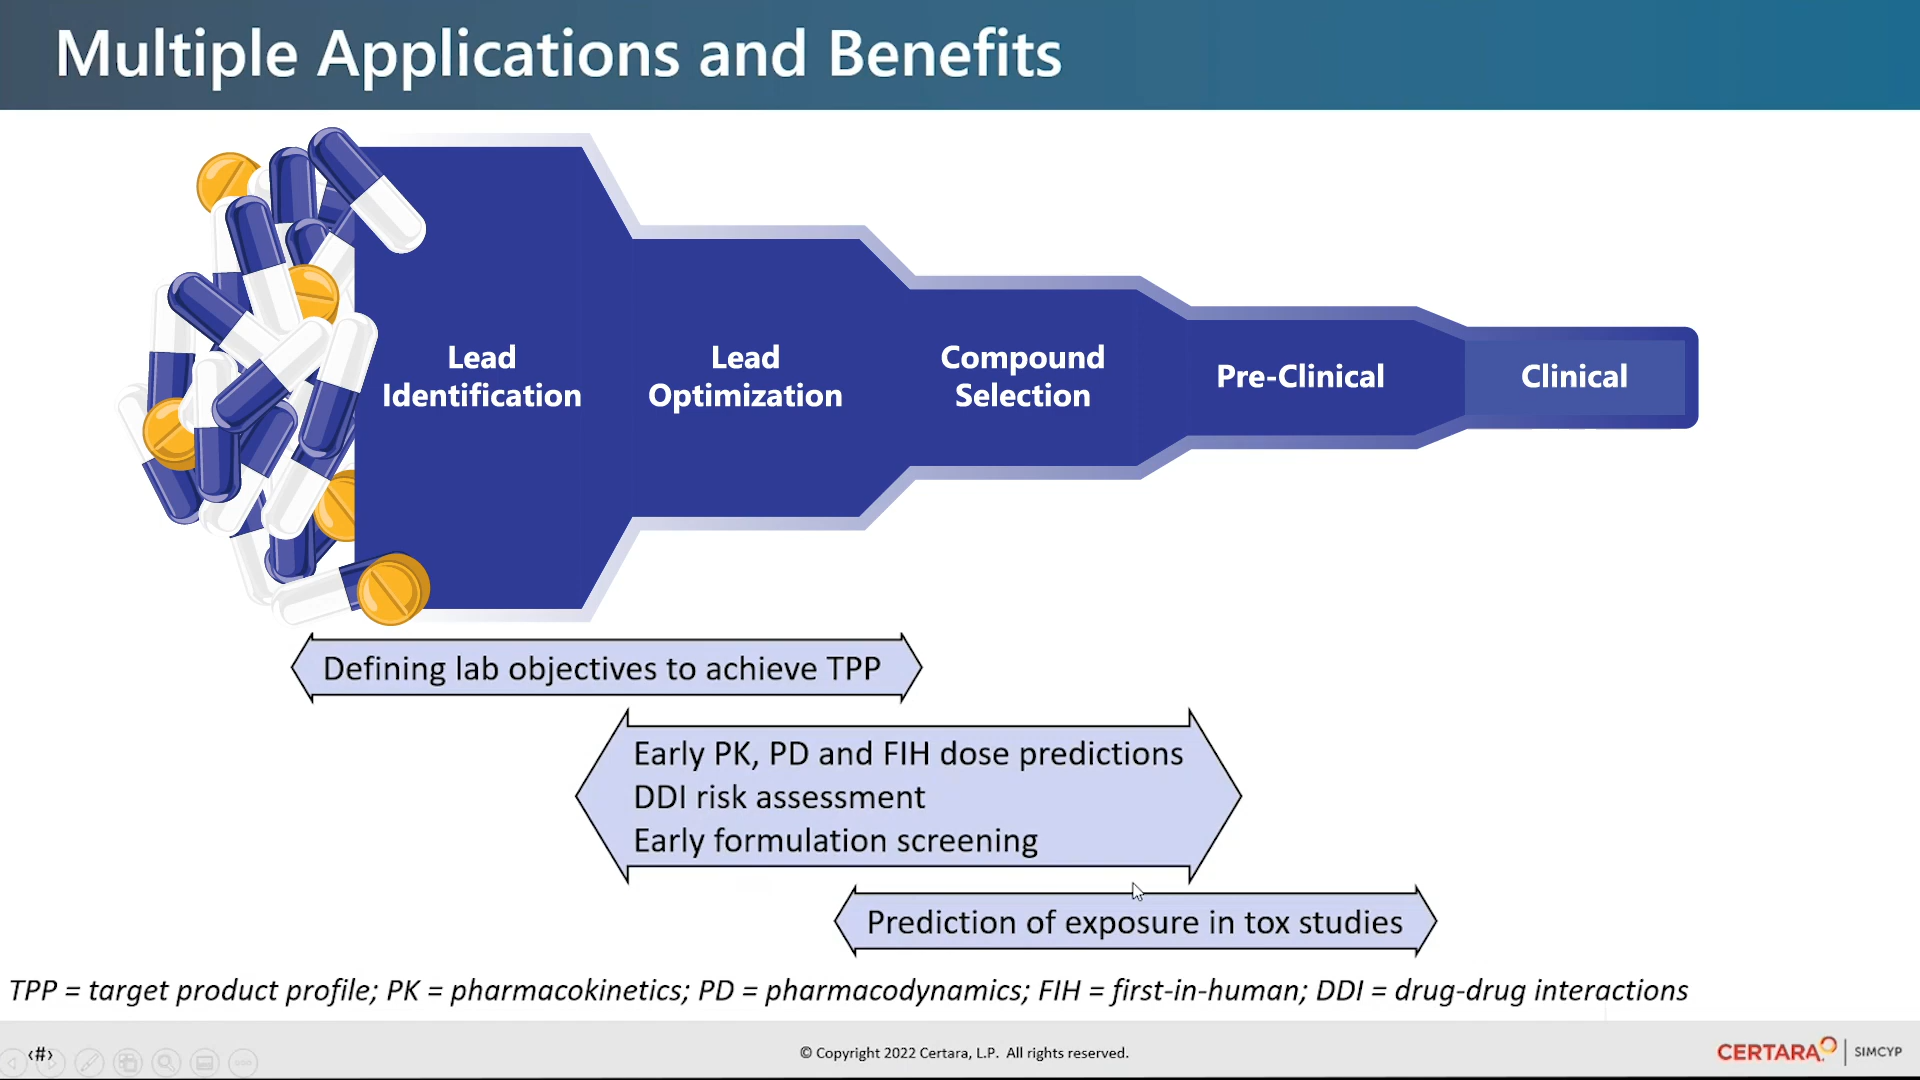 Multiple Applications and Benefits
Lead
Identification
Lead
Optimization
Compound
Selection
Pre-Clinical
Clinical
Defining lab objectives to achieve TPP
Early PK, PD and FIH dose predictions
DDI risk assessment
Early formulation screening
Prediction of exposure in tox studies
TPP = target product profile; PK = pharmacokinetics; PD = pharmacodynamics; FIH = first-in-human; DDI = drug-drug interactions
‹#›
© Copyright 2022 Certara, L.P. All rights reserved.
CERTARA | SIMCYP